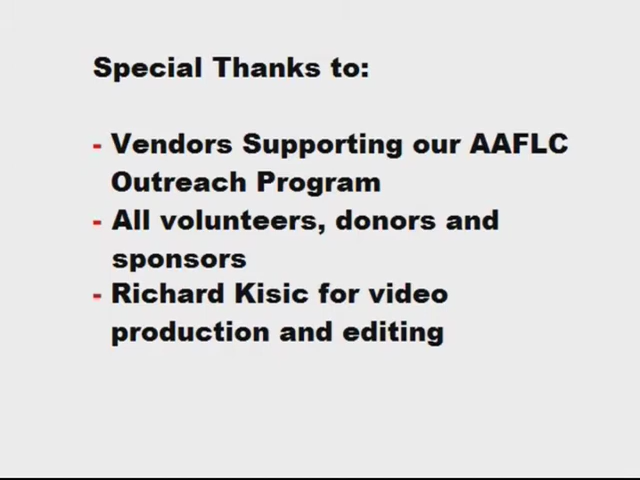 Special Thanks to:
- Vendors Supporting our AAFLC
Outreach Program
- All volunteers, donors and
sponsors
- Richard Kisic for video
production and editing